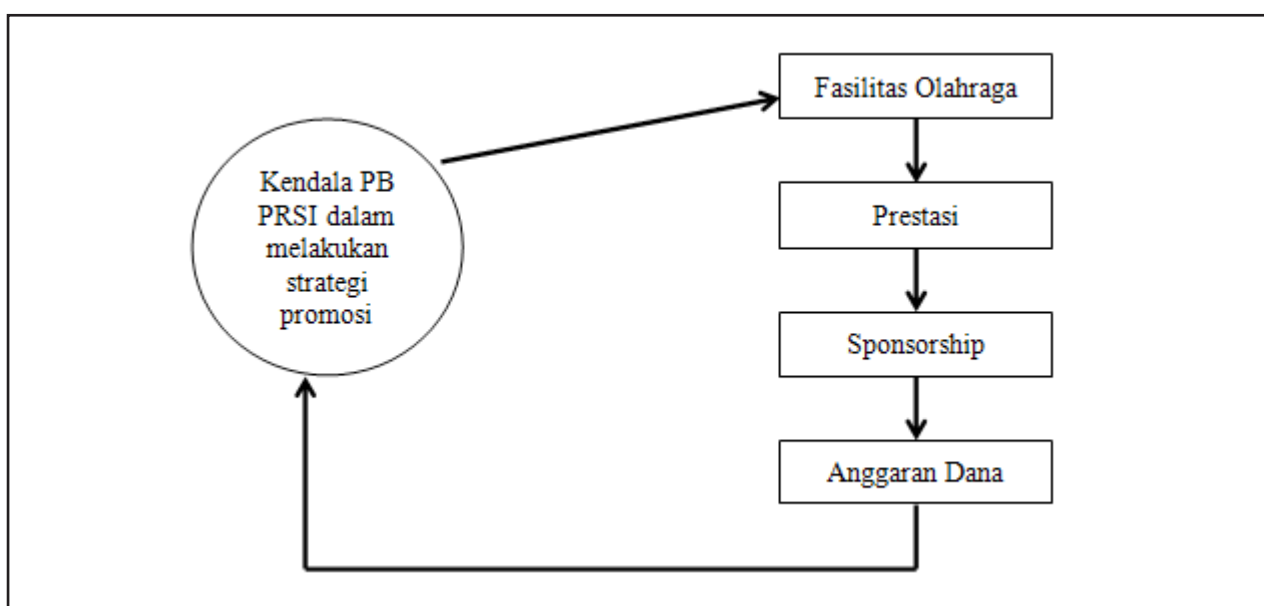 Fasilitas Olahraga
Kendala PB
PRSI dalam
melakukan
strategi
promosi
Prestasi
Sponsorship
Anggaran Dana